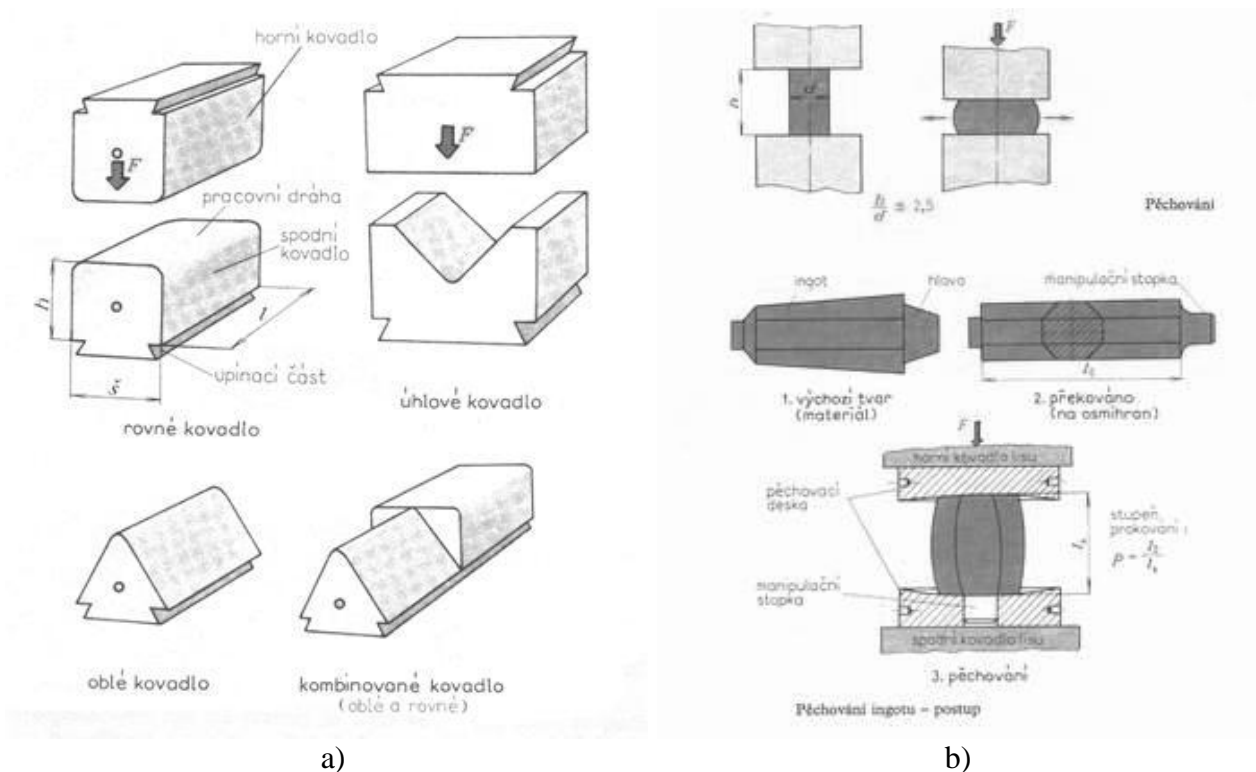 horní kovadlo
F
F
pracovní dráha
spodní
kovadlo
h
l
š
upínací část
rovné kovadlo
úhlové kovadlo
oblé kovadlo
kombinované kovadlo
(oblé a rovné)
a)
F
h
d
h
d
2,5
Pěchování
ingot
hlava
manipulační stopka
l
1. výchozí tvar
(materiál)
2. překováno
(na osmihran)
F
horní kovadlo lisu
pěchovací
deska
stupeň
prokování :
p =
l
manipulační
stopka
spodní kovadlo lisu
3. pěchování
Pěchování ingotu – postup
b)